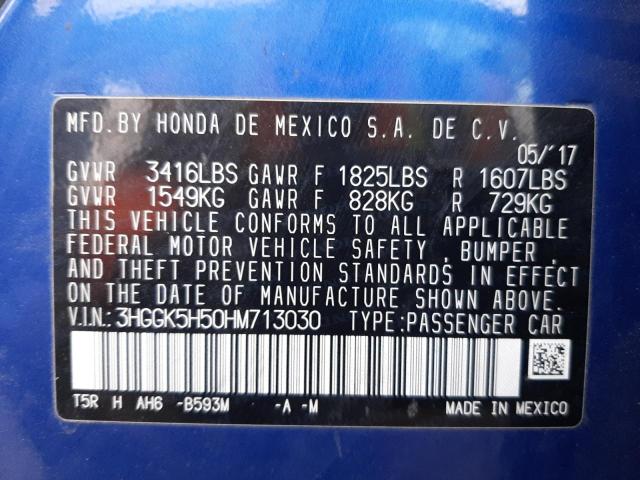 MFD.BY HONDA DE MEXICO S.A. DE C.V.
05/'17
GVWR 3416LBS GAWR F 1825LBS R 1607LBS
GVWR 1549KG GAWR F 828KG R 729KG
THIS VEHICLE CONFORMS TO ALL APPLICABLE
FEDERAL MOTOR VEHICLE SAFETY , BUMPER ,
AND THEFT PREVENTION STANDARDS IN EFFECT
ON THE DATE OF MANUFACTURE SHOWN ABOVE.
V.I.N.: 3HGGK5H50HM713030 TYPE:PASSENGER CAR
T5R H AH6 -B593M -A -M MADE IN MEXICO